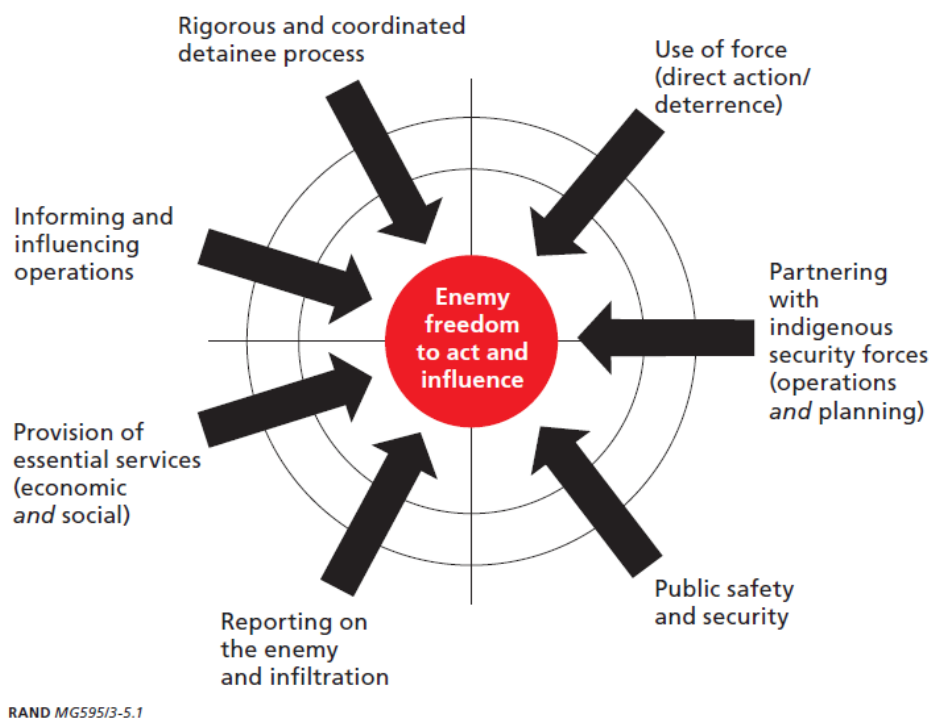 Rigorous and coordinated
detainee process
Use of force
(direct action/
deterrence)
Informing and
influencing
operations
Partnering
with
indigenous
security forces
(operations
and planning)
Enemy
freedom
to act and
influence
Provision of
essential services
(economic
and social)
Public safety
and security
Reporting on
the enemy
and infiltration
RAND MG595/3-5.1